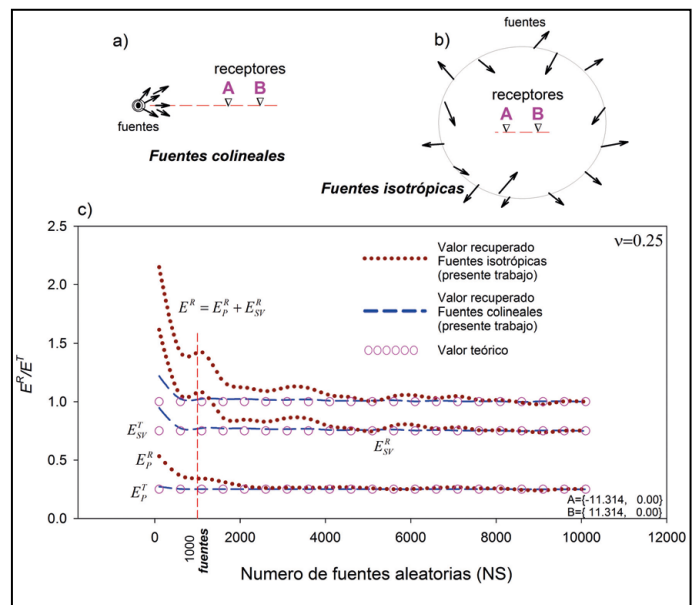 a)
receptores
A B
fuentes
Fuentes colineales
b)
fuentes
receptores
A B
Fuentes isotrópicas
c)
2.5
2.0
1.5
1.0
0.5
0.0
E^R/E^T
ν=0.25
Valor recuperado
Fuentes isotrópicas
(presente trabajo)
Valor recuperado
Fuentes colineales
(presente trabajo)
Valor teórico
E^R = E_P^R + E_SV^R
E_SV^T
E_SV^R
E_P^R
E_P^T
A={-11.314, 0.00}
B={ 11.314, 0.00}
0 2000 4000 6000 8000 10000 12000
1000
fuentes
Numero de fuentes aleatorias (NS)